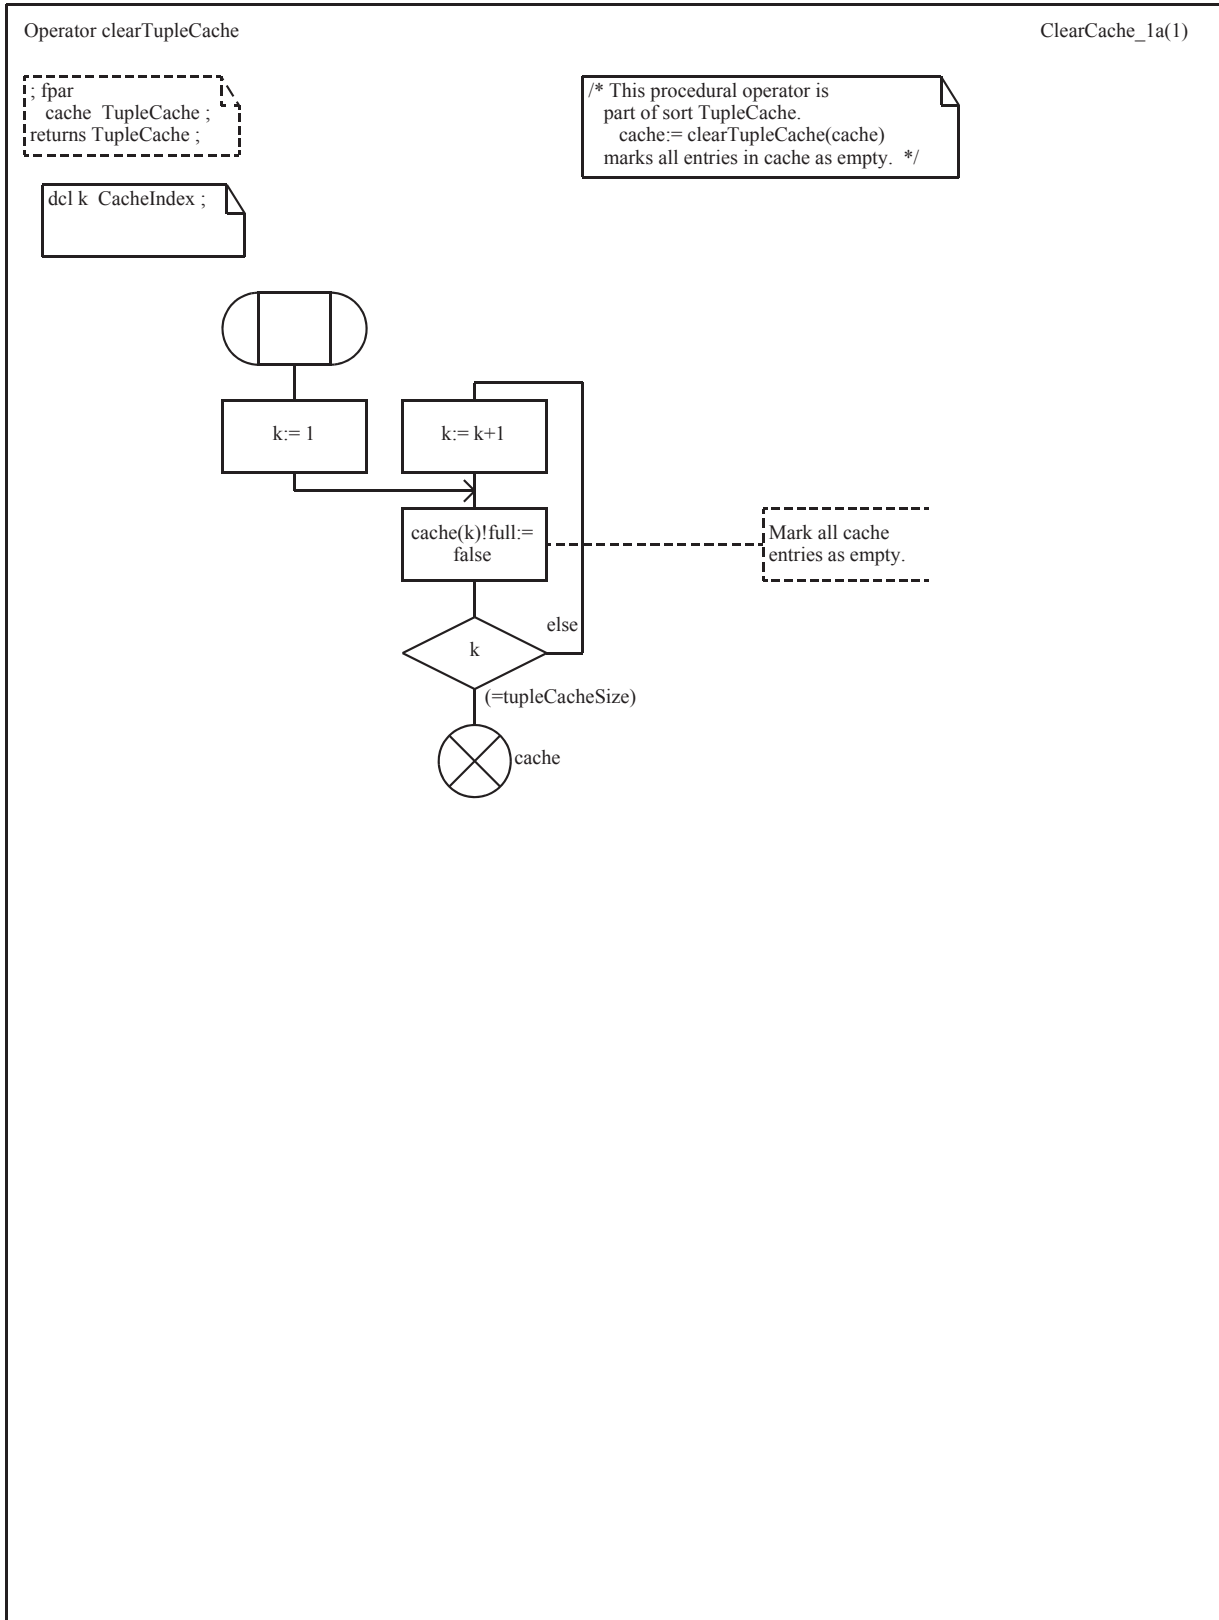 Operator clearTupleCache
ClearCache_1a(1)
; fpar
cache  TupleCache ;
returns TupleCache ;
/* This procedural operator is
part of sort TupleCache.
cache:= clearTupleCache(cache)
marks all entries in cache as empty.  */
dcl k  CacheIndex ;
k:= 1
k:= k+1
cache(k)!full:=
false
Mark all cache
entries as empty.
else
k
(=tupleCacheSize)
cache